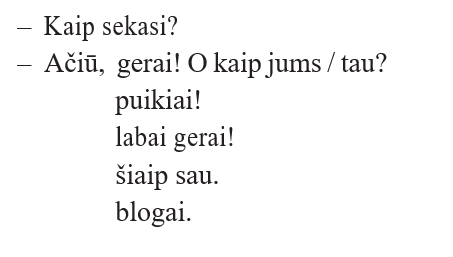 – Kaip sekasi?
– Ačiū, gerai! O kaip jums / tau?
puikiai!
labai gerai!
šiaip sau.
blogai.